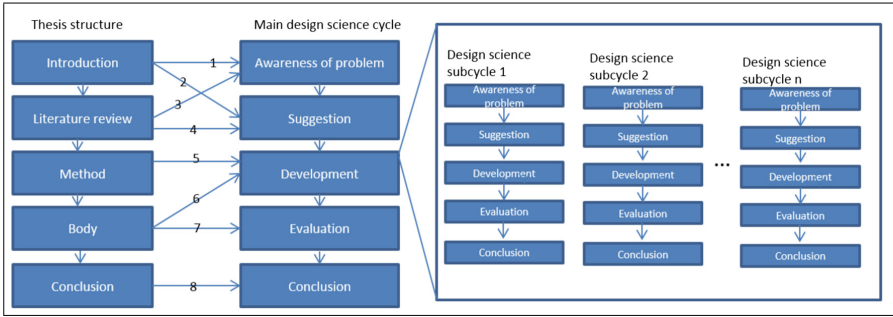 Thesis structure
Main design science cycle
Introduction
Literature review
Method
Body
Conclusion
1
2
3
4
5
6
7
8
Awareness of problem
Suggestion
Development
Evaluation
Conclusion
Design science
subcycle 1
Awareness of
problem
Suggestion
Development
Evaluation
Conclusion
Design science
subcycle 2
Awareness of
problem
Suggestion
Development
Evaluation
Conclusion
...
Design science
subcycle n
Awareness of
problem
Suggestion
Development
Evaluation
Conclusion